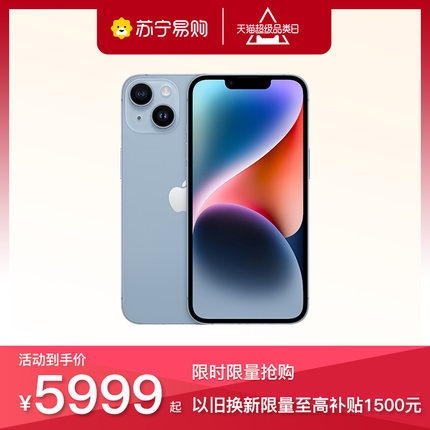 苏宁易购
天猫超级品类日
活动到手价
¥5999起
限时限量抢购
以旧换新限量至高补贴1500元